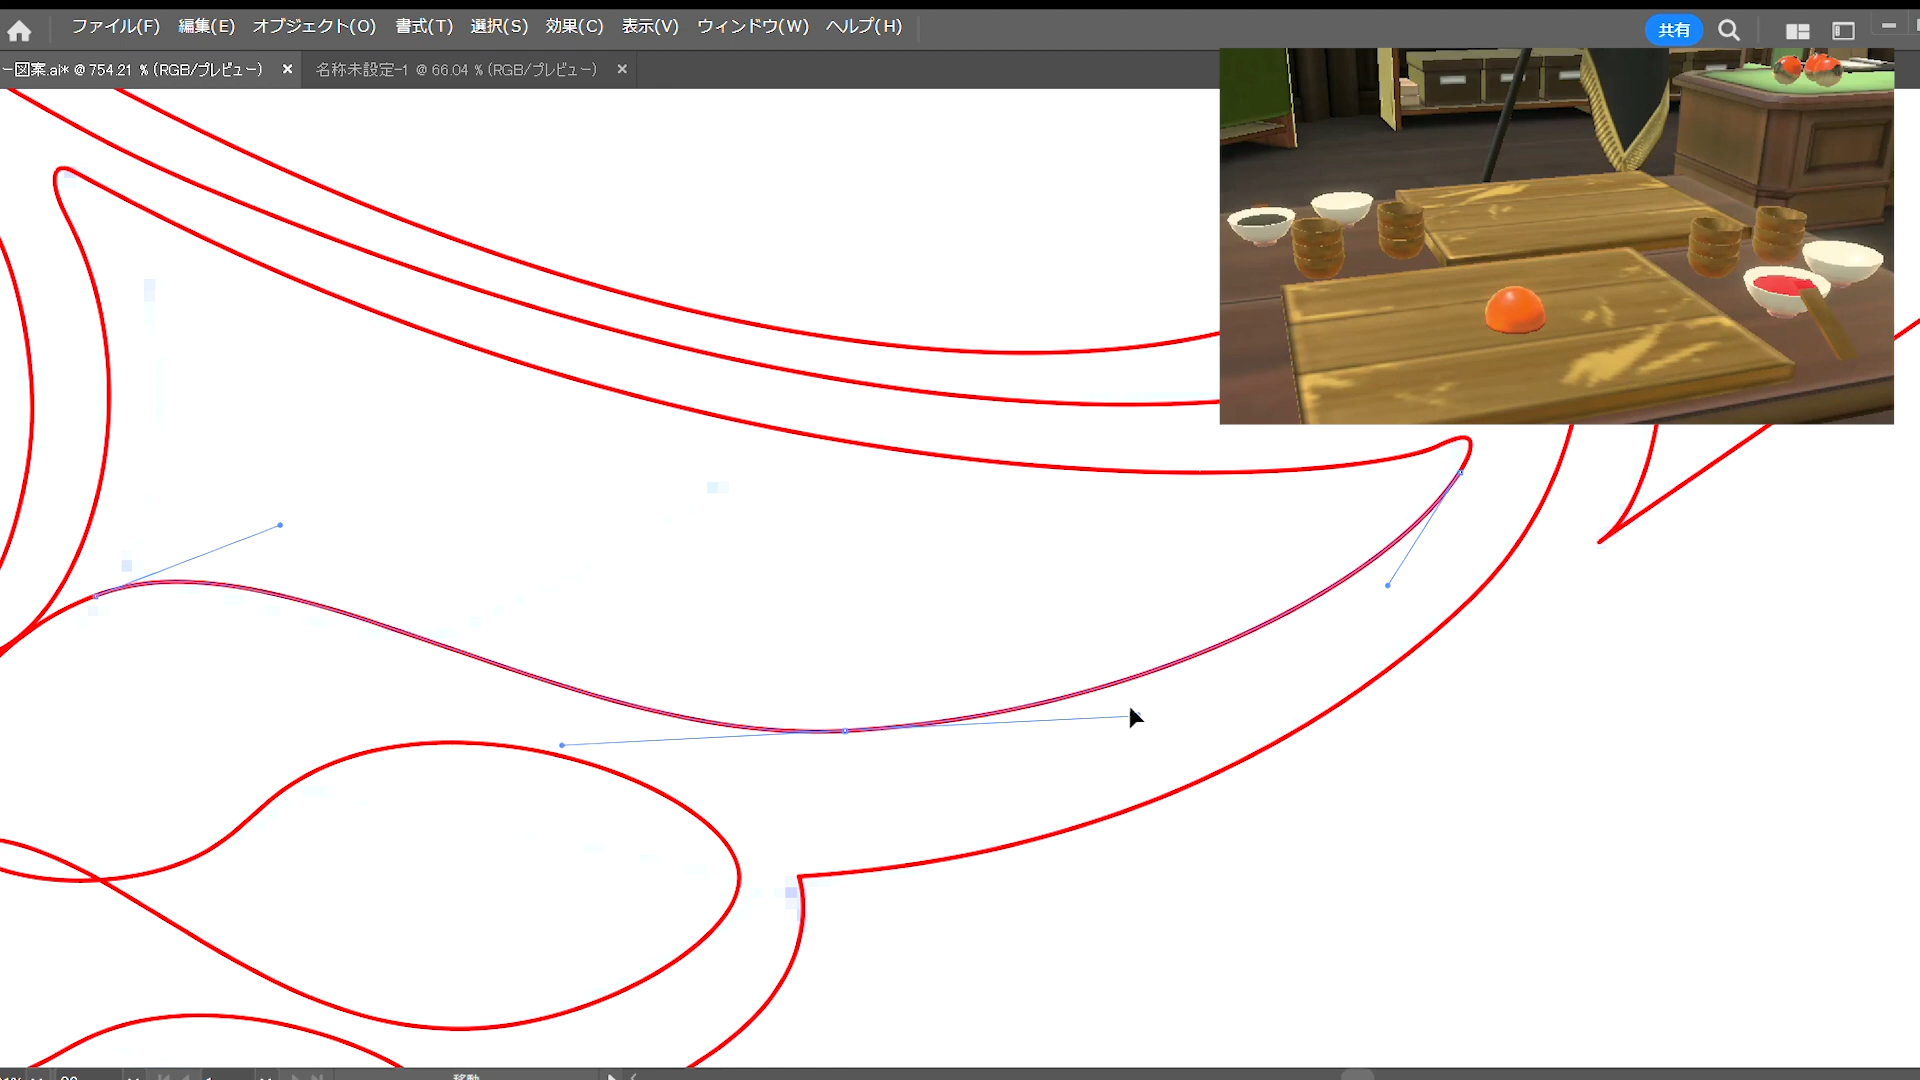 ファイル(F) 編集(E) オブジェクト(O) 書式(T) 選択(S) 効果(C) 表示(V) ウィンドウ(W) ヘルプ(H)
共有
ー図案.ai* @ 754.21 % (RGB/プレビュー) × 名称未設定-1 @ 66.04 % (RGB/プレビュー) ×
移動